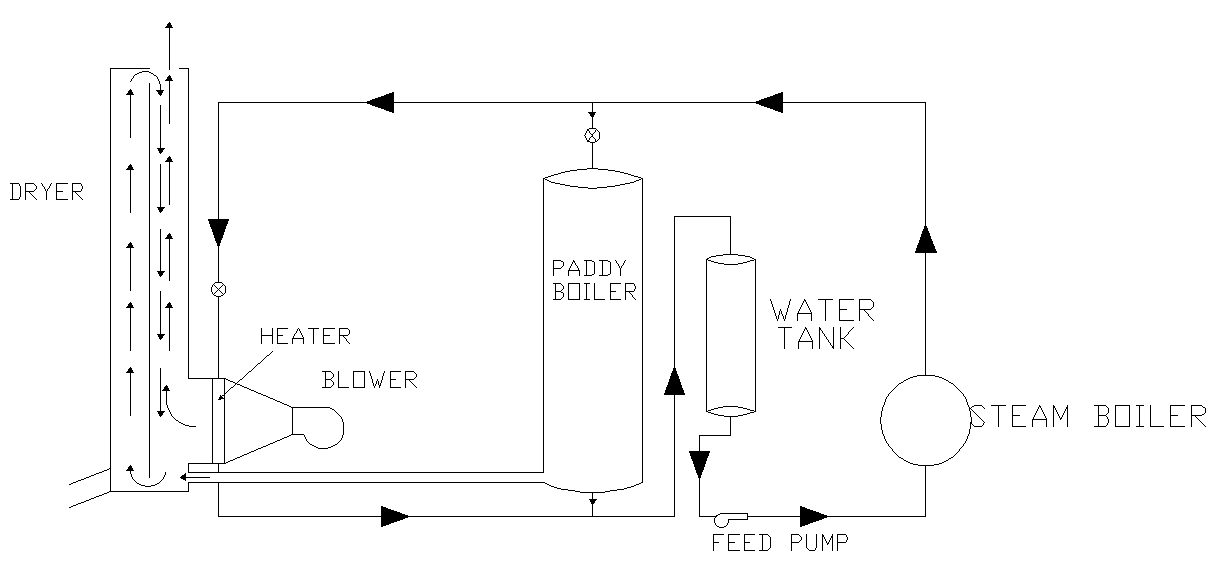 DRYER
PADDY
BOILER
WATER
TANK
HEATER
BLOWER
STEAM BOILER
FEED PUMP